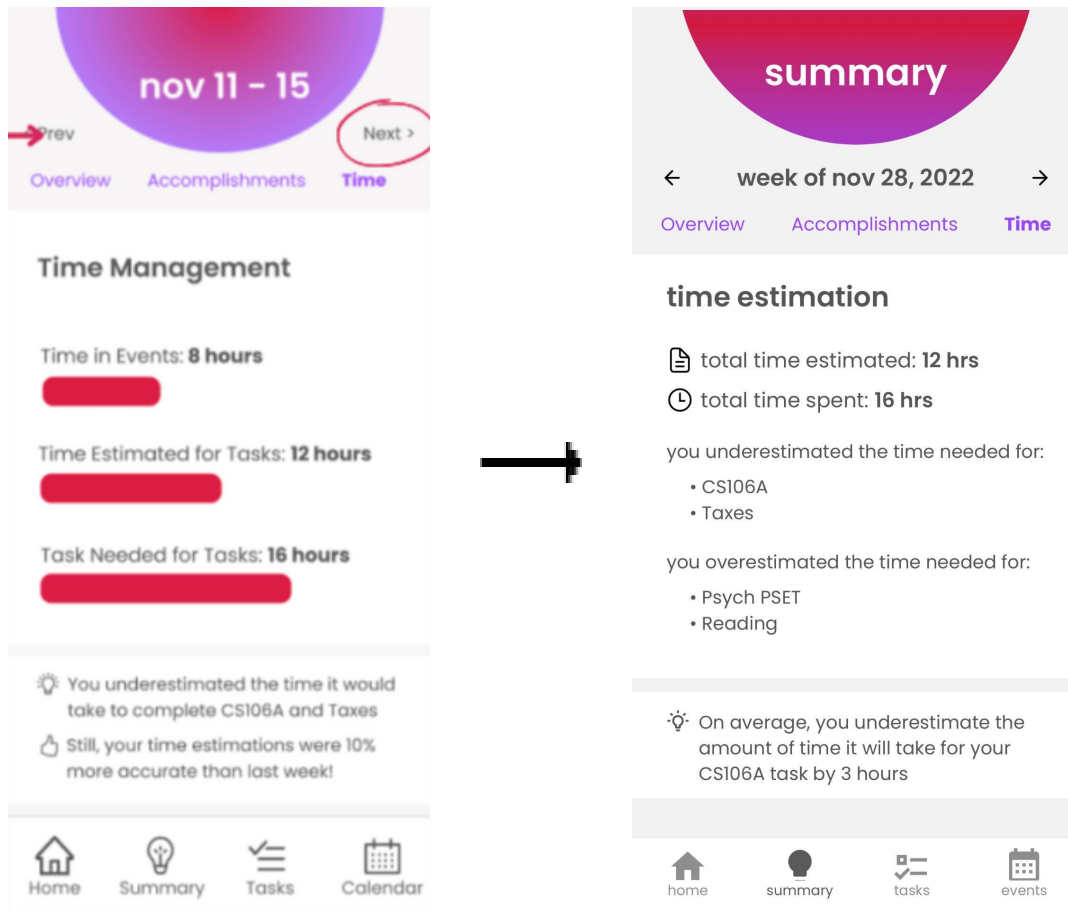 nov 11 - 15
Prev
Next >
Overview Accomplishments Time
Time Management
Time in Events: 8 hours
Time Estimated for Tasks: 12 hours
Task Needed for Tasks: 16 hours
You underestimated the time it would
take to complete CS106A and Taxes
Still, your time estimations were 10%
more accurate than last week!
Home Summary Tasks Calendar
summary
week of nov 28, 2022
Overview Accomplishments Time
time estimation
total time estimated: 12 hrs
total time spent: 16 hrs
you underestimated the time needed for:
• CS106A
• Taxes
you overestimated the time needed for:
• Psych PSET
• Reading
On average, you underestimate the
amount of time it will take for your
CS106A task by 3 hours
home summary tasks events